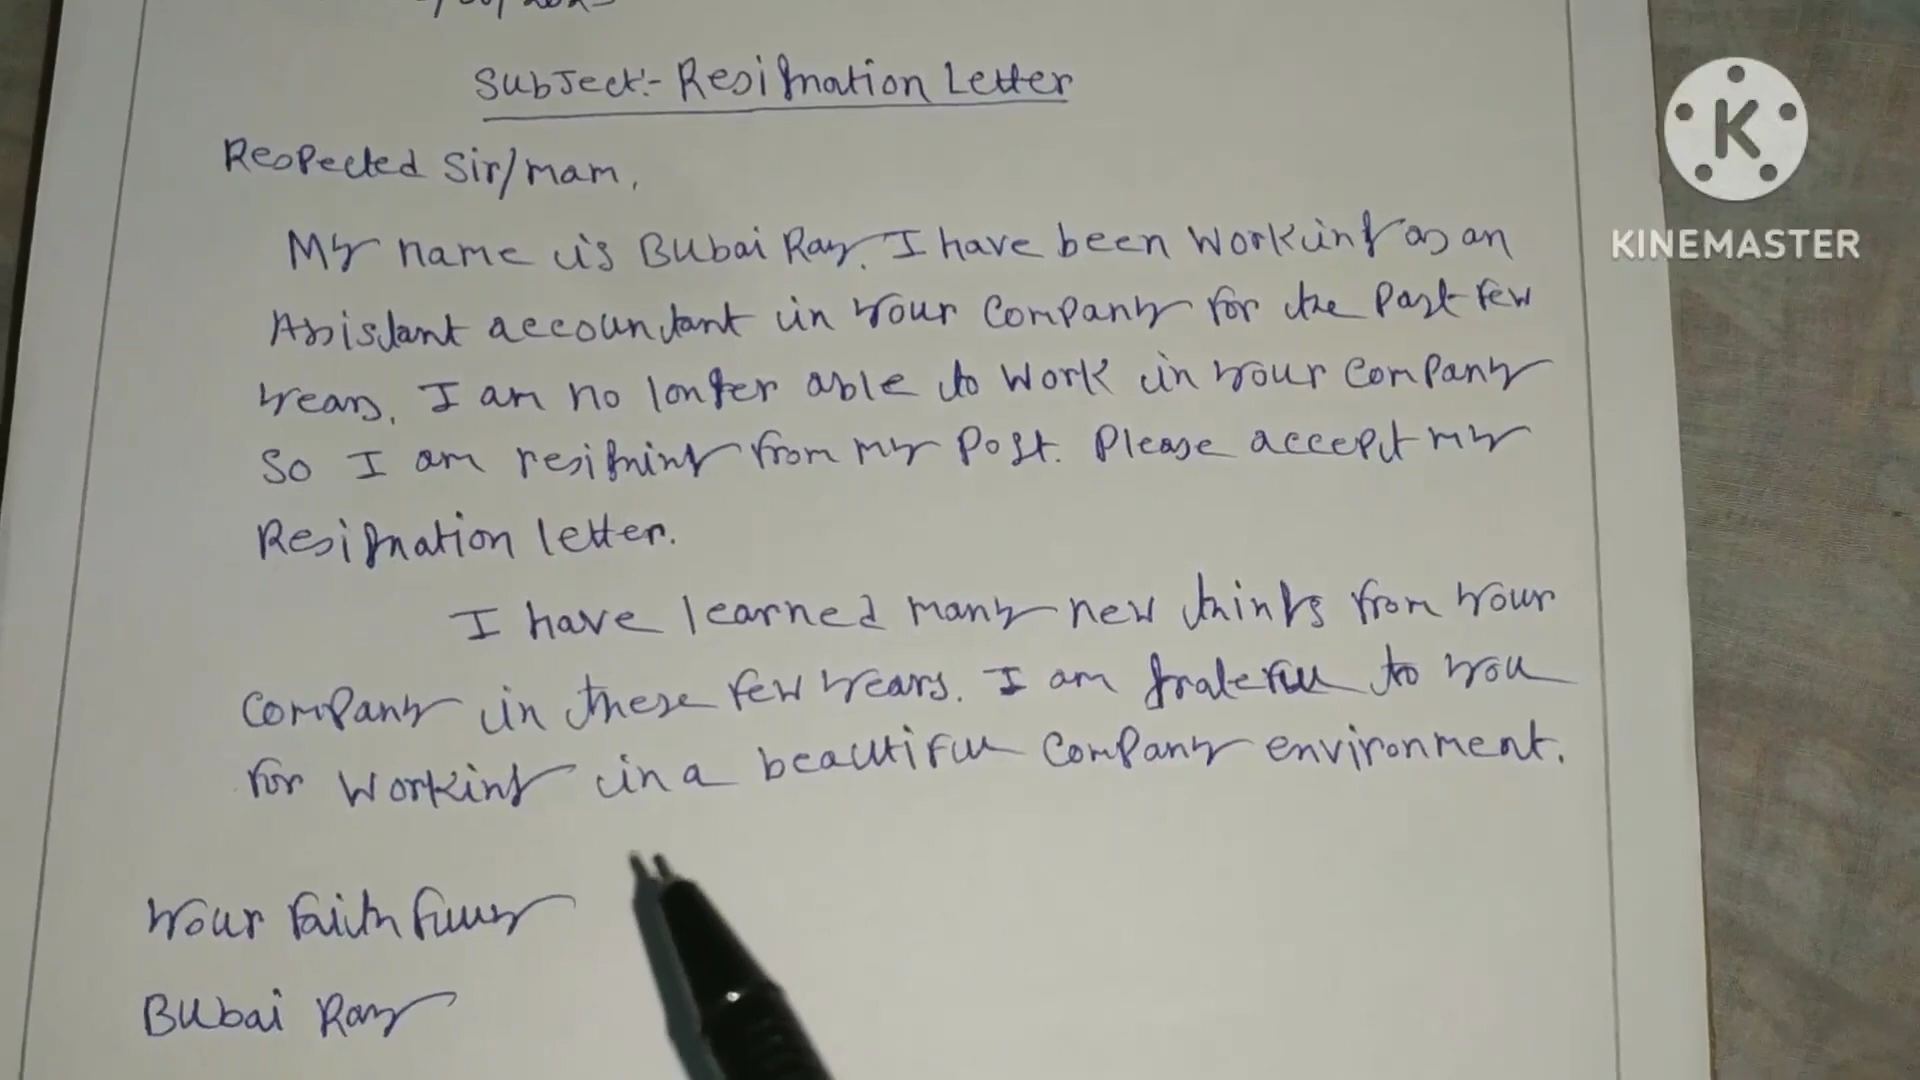 Subject:- Resignation Letter
Respected Sir/mam,
My name is Bubai Ray. I have been working as an
Assistant accountant in your company for the past few
years. I am no longer able to work in your company
So I am resigning from my post. Please accept my
Resignation letter.
I have learned many new things from your
company in these few years. I am grateful to you
for working in a beautiful company environment.
Your faithfully
Bubai Ray
K
KINEMASTER